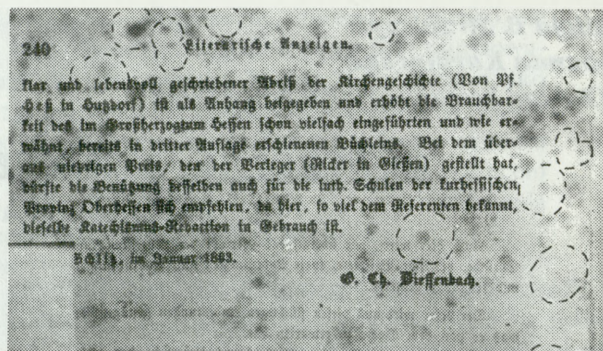 240 Literarische Anzeigen.
klar und lebensvoll geschriebener Abriß der Kirchengeschichte (Von Pf.
Heß in Hutzdorf) ist als Anhang beigegeben und erhöht die Brauchbar-
keit des im Großherzogtum Hessen schon vielfach eingeführten und wie er-
wähnt, bereits in dritter Auflage erschienenen Büchleins. Bei dem über-
aus niedrigen Preis, den der Verleger (Ricker in Gießen) gestellt hat,
dürfte die Benützung desselben auch für die luth. Schulen der kurhessischen
Provinz Oberhessen sich empfehlen, da hier, so viel dem Referenten bekannt,
dieselbe Katechismus-Redaction in Gebrauch ist.
Schlitz, im Januar 1863.
G. Ch. Dieffenbach.